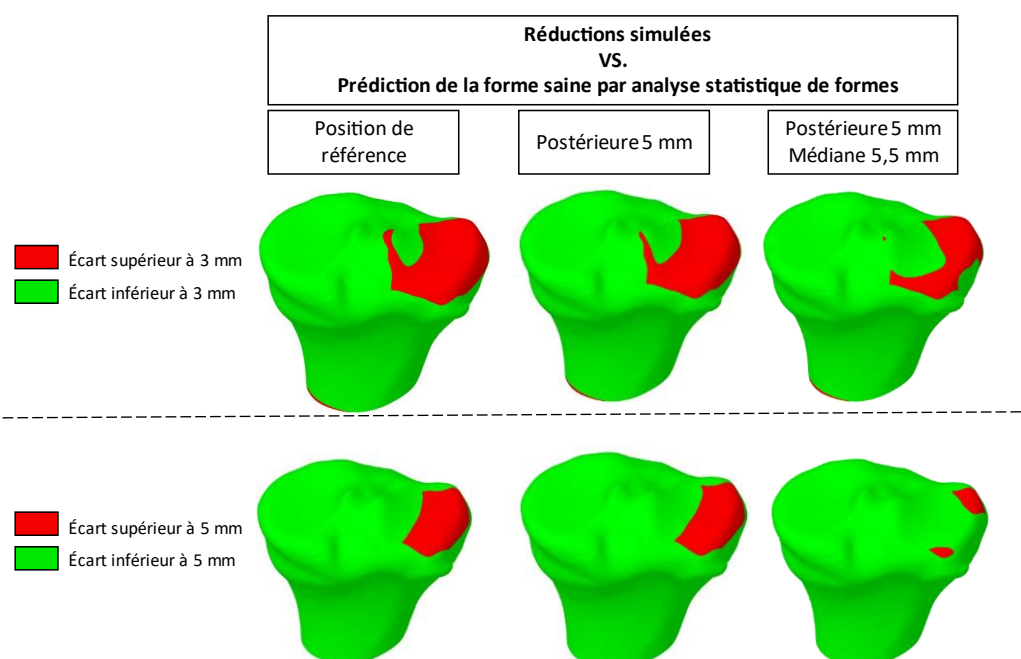 Réductions simulées
VS.
Prédiction de la forme saine par analyse statistique de formes
Position de
référence
Postérieure 5 mm
Postérieure 5 mm
Médiane 5,5 mm
Écart supérieur à 3 mm
Écart inférieur à 3 mm
Écart supérieur à 5 mm
Écart inférieur à 5 mm